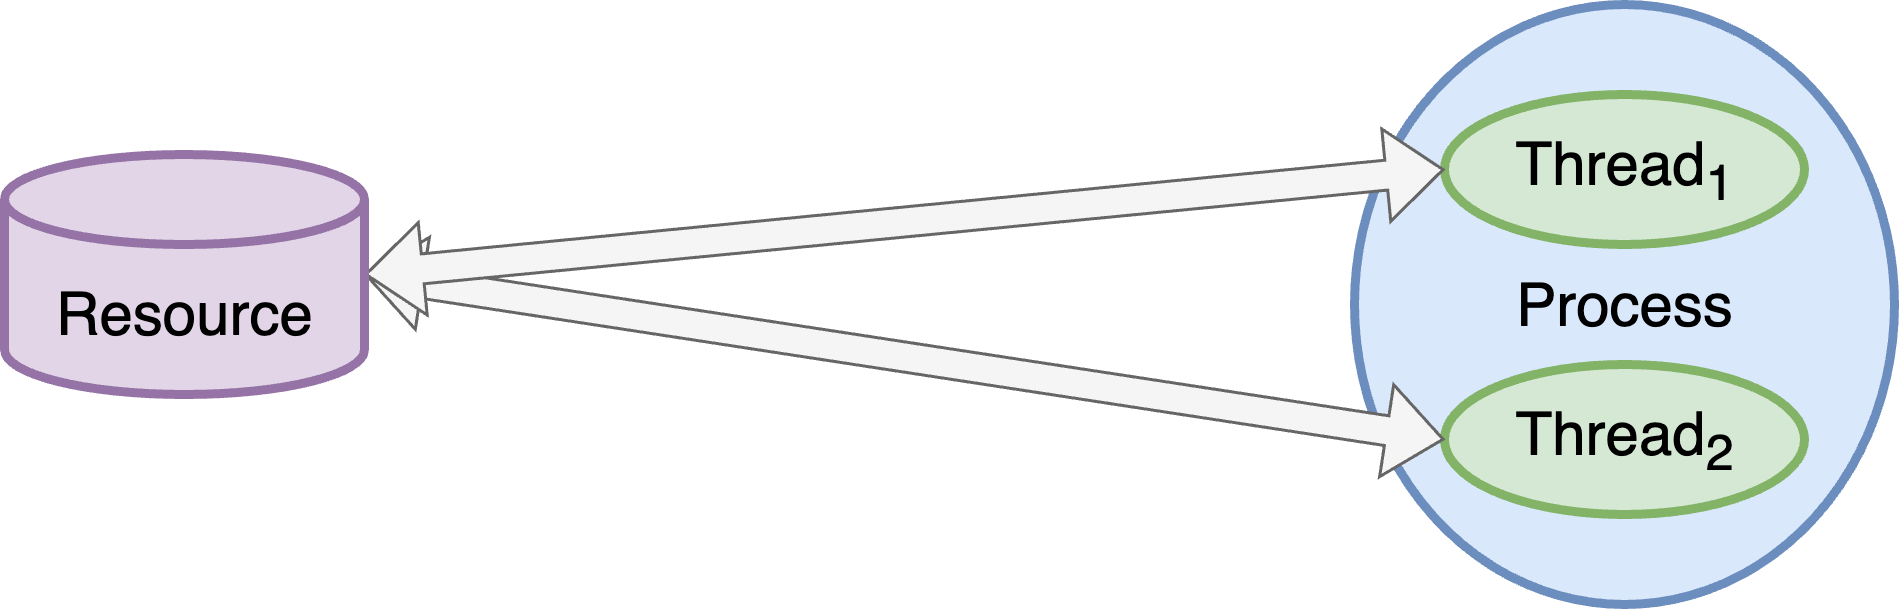 Resource
Thread₁
Process
Thread₂